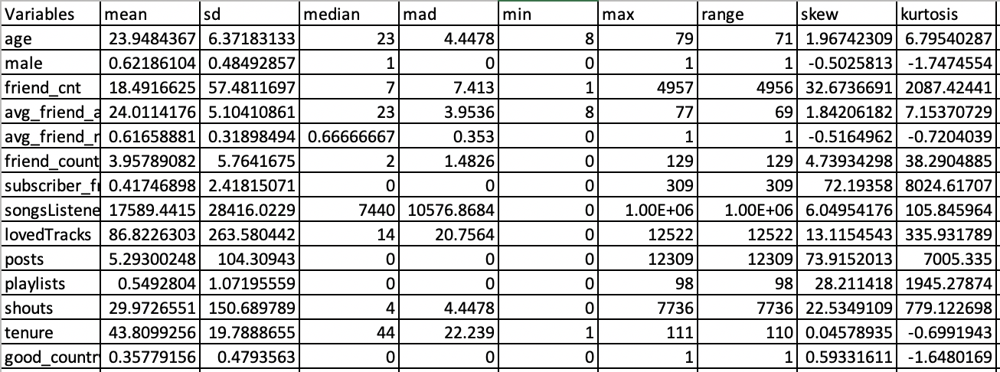 Variables mean sd median mad min max range skew kurtosis
age 23.9484367 6.37183133 23 4.4478 8 79 71 1.96742309 6.79540287
male 0.62186104 0.48492857 1 0 0 1 1 -0.5025813 -1.7474554
friend_cnt 18.4916625 57.4811697 7 7.413 1 4957 4956 32.6736691 2087.42441
avg_friend_a 24.0114176 5.10410861 23 3.9536 8 77 69 1.84206182 7.15370729
avg_friend_r 0.61658881 0.31898494 0.66666667 0.353 0 1 1 -0.5164962 -0.7204039
friend_count 3.95789082 5.7641675 2 1.4826 0 129 129 4.73934298 38.2904885
subscriber_fr 0.41746898 2.41815071 0 0 0 309 309 72.19358 8024.61707
songsListene 17589.4415 28416.0229 7440 10576.8684 0 1.00E+06 1.00E+06 6.04954176 105.845964
lovedTracks 86.8226303 263.580442 14 20.7564 0 12522 12522 13.1154543 335.931789
posts 5.29300248 104.30943 0 0 0 12309 12309 73.9152013 7005.335
playlists 0.5492804 1.07195559 0 0 0 98 98 28.211418 1945.27874
shouts 29.9726551 150.689789 4 4.4478 0 7736 7736 22.5349109 779.122698
tenure 43.8099256 19.7888655 44 22.239 1 111 110 0.04578935 -0.6991943
good_countr 0.35779156 0.4793563 0 0 0 1 1 0.59331611 -1.6480169